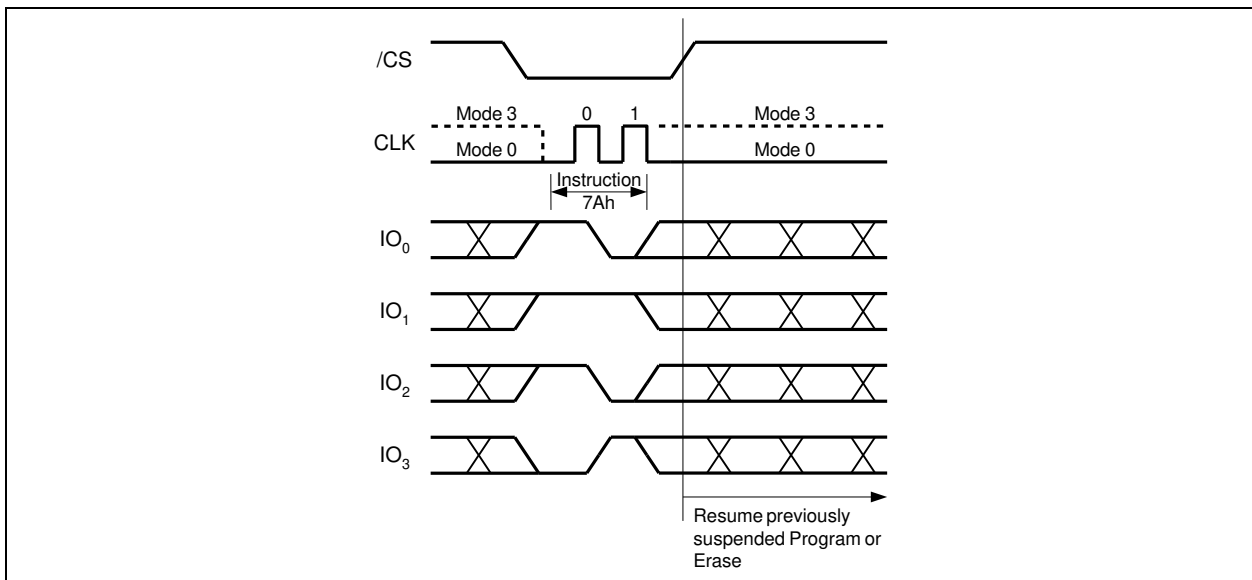 /CS
Mode 3 0 1 Mode 3
CLK
Mode 0 Mode 0
Instruction
7Ah
IO0
IO1
IO2
IO3
Resume previously
suspended Program or
Erase